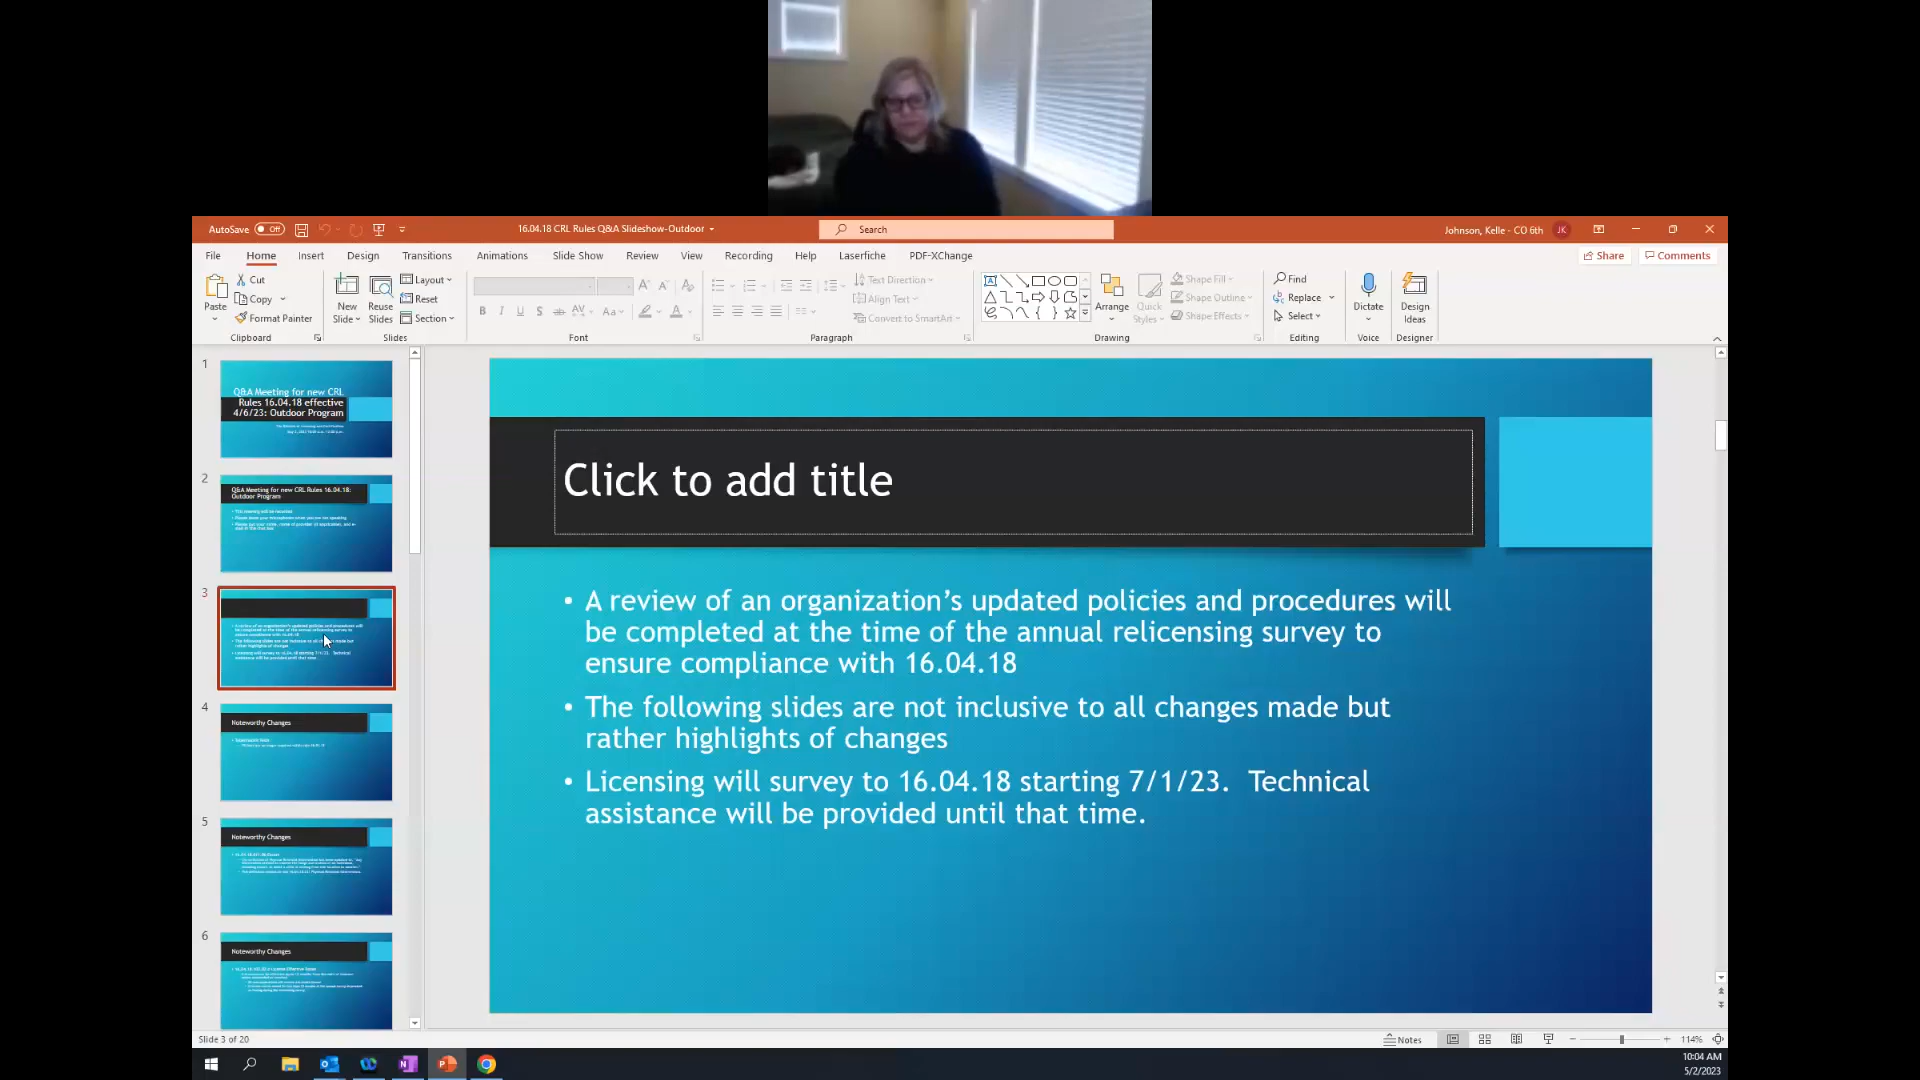 AutoSave Off
16.04.18 CRL Rules Q&A Slideshow-Outdoor
Search
Johnson, Kelle - CO 6th JK
File Home Insert Design Transitions Animations Slide Show Review View Recording Help Laserfiche PDF-XChange Share Comments
Paste
Cut
Copy
Format Painter
Clipboard
New Slide
Reuse Slides
Layout
Reset
Section
Slides
Font
Text Direction
Align Text
Convert to SmartArt
Paragraph
Arrange
Quick Styles
Shape Fill
Shape Outline
Shape Effects
Drawing
Find
Replace
Select
Editing
Dictate
Voice
Design Ideas
Designer
1
Q&A Meeting for new CRL
Rules 16.04.18 effective
4/6/23: Outdoor Program
2
Q&A Meeting for new CRL Rules 16.04.18:
Outdoor Program
3
4
Noteworthy Changes
5
Noteworthy Changes
6
Noteworthy Changes
Click to add title
• A review of an organization’s updated policies and procedures will
be completed at the time of the annual relicensing survey to
ensure compliance with 16.04.18
• The following slides are not inclusive to all changes made but
rather highlights of changes
• Licensing will survey to 16.04.18 starting 7/1/23. Technical
assistance will be provided until that time.
Slide 3 of 20
Notes
114%
10:04 AM
5/2/2023